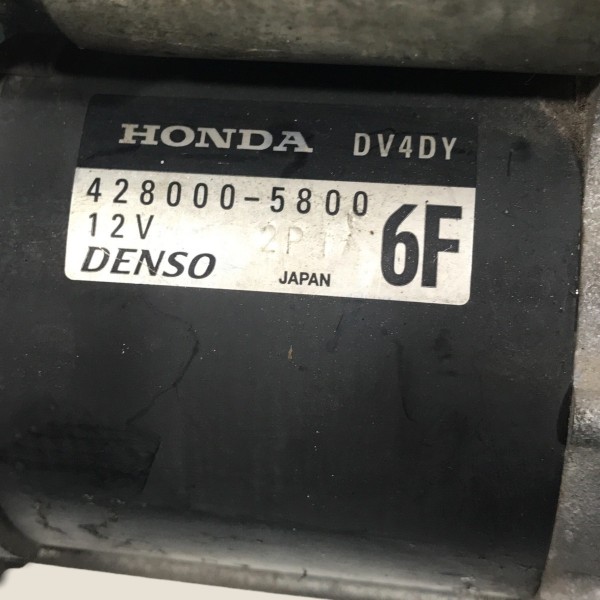 HONDA DV4DY
428000-5800
12V 6F
DENSO JAPAN